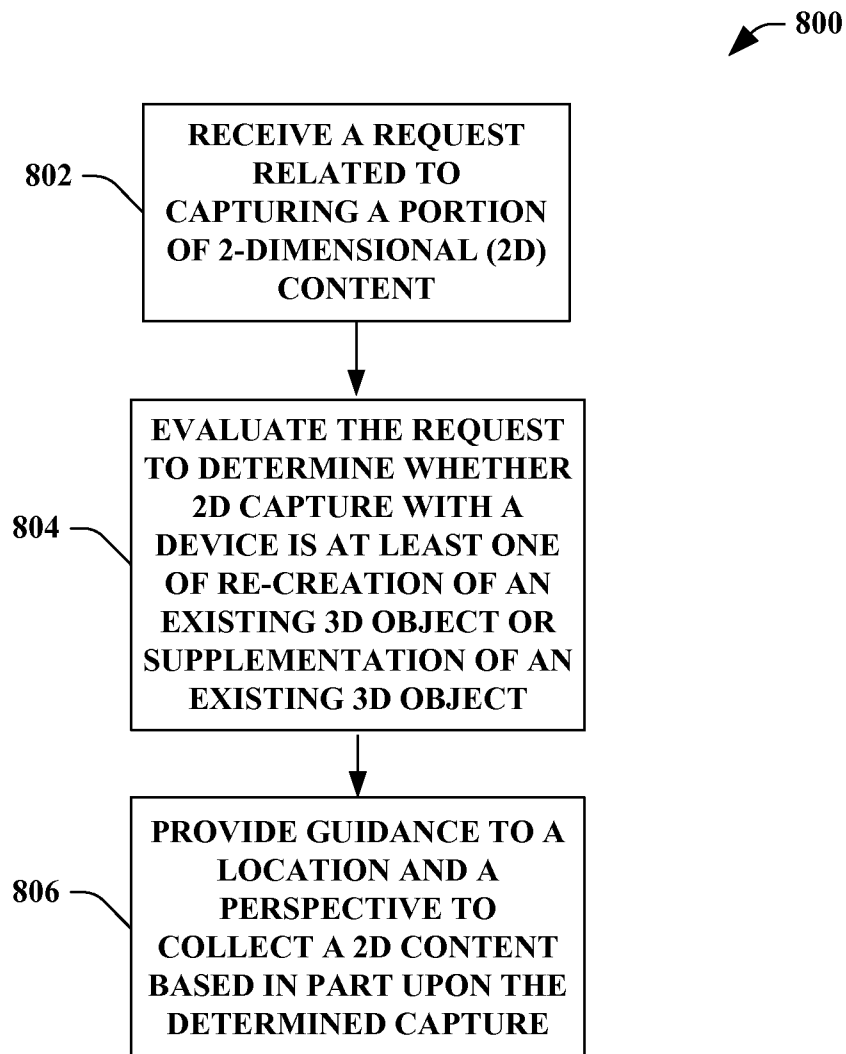 800
802
RECEIVE A REQUEST
RELATED TO
CAPTURING A PORTION
OF 2-DIMENSIONAL (2D)
CONTENT
804
EVALUATE THE REQUEST
TO DETERMINE WHETHER
2D CAPTURE WITH A
DEVICE IS AT LEAST ONE
OF RE-CREATION OF AN
EXISTING 3D OBJECT OR
SUPPLEMENTATION OF AN
EXISTING 3D OBJECT
806
PROVIDE GUIDANCE TO A
LOCATION AND A
PERSPECTIVE TO
COLLECT A 2D CONTENT
BASED IN PART UPON THE
DETERMINED CAPTURE